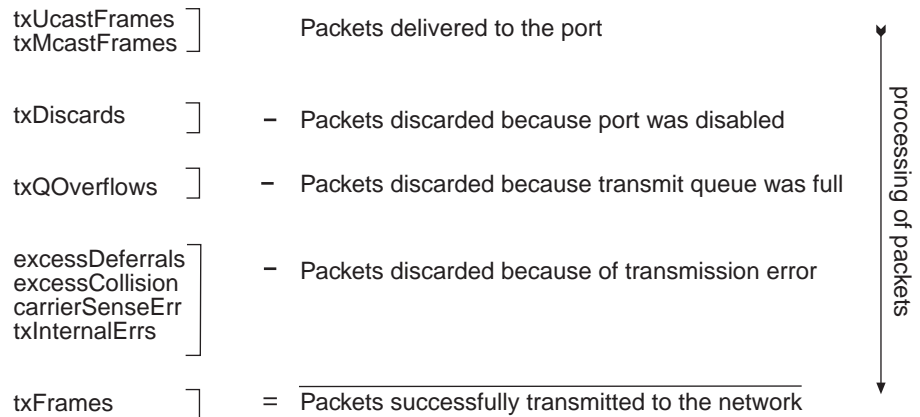 txUcastFrames
txMcastFrames
Packets delivered to the port
txDiscards
– Packets discarded because port was disabled
txQOverflows
– Packets discarded because transmit queue was full
excessDeferrals
excessCollision
carrierSenseErr
txInternalErrs
– Packets discarded because of transmission error
txFrames
= Packets successfully transmitted to the network
processing of packets